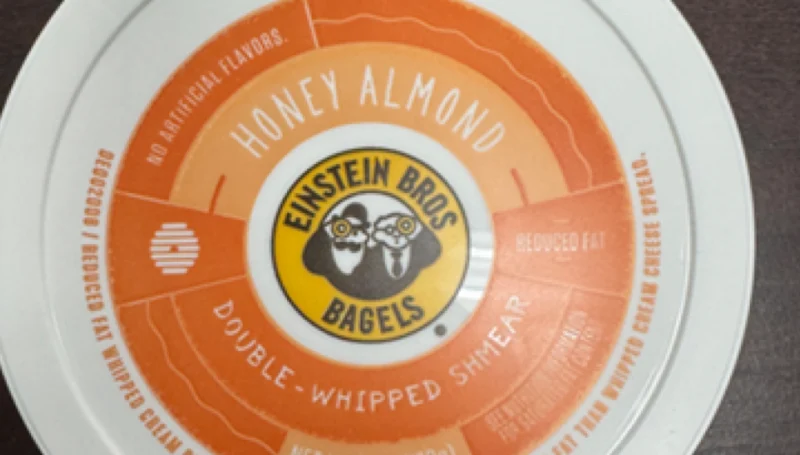 NO ARTIFICIAL FLAVORS.
HONEY ALMOND
EINSTEIN BROS
BAGELS
REDUCED FAT
DOUBLE-WHIPPED SHMEAR
DE002000 / REDUCED FAT WHIPPED CREAM
FAT THAN WHIPPED CREAM CHEESE SPREAD.